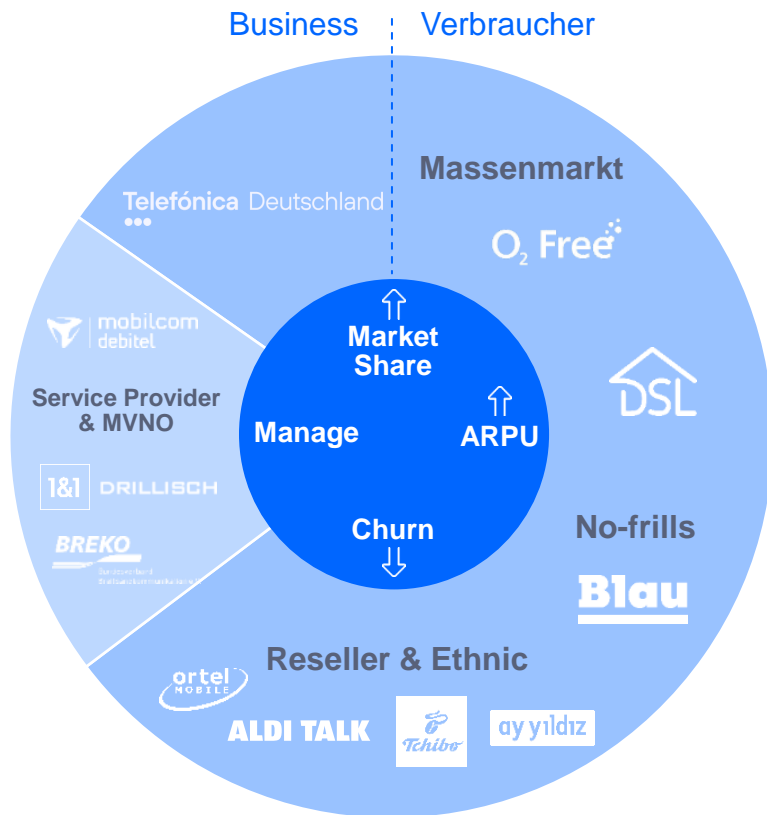 Business
Verbraucher
Massenmarkt
Telefónica Deutschland
O2 Free
Market
Share
mobilcom
debitel
DSL
Service Provider
& MVNO
Manage
ARPU
1&1 DRILLISCH
Churn
No-frills
BREKO
Blau
Reseller & Ethnic
ortel
MOBILE
ALDI TALK
Tchibo
ay yıldız